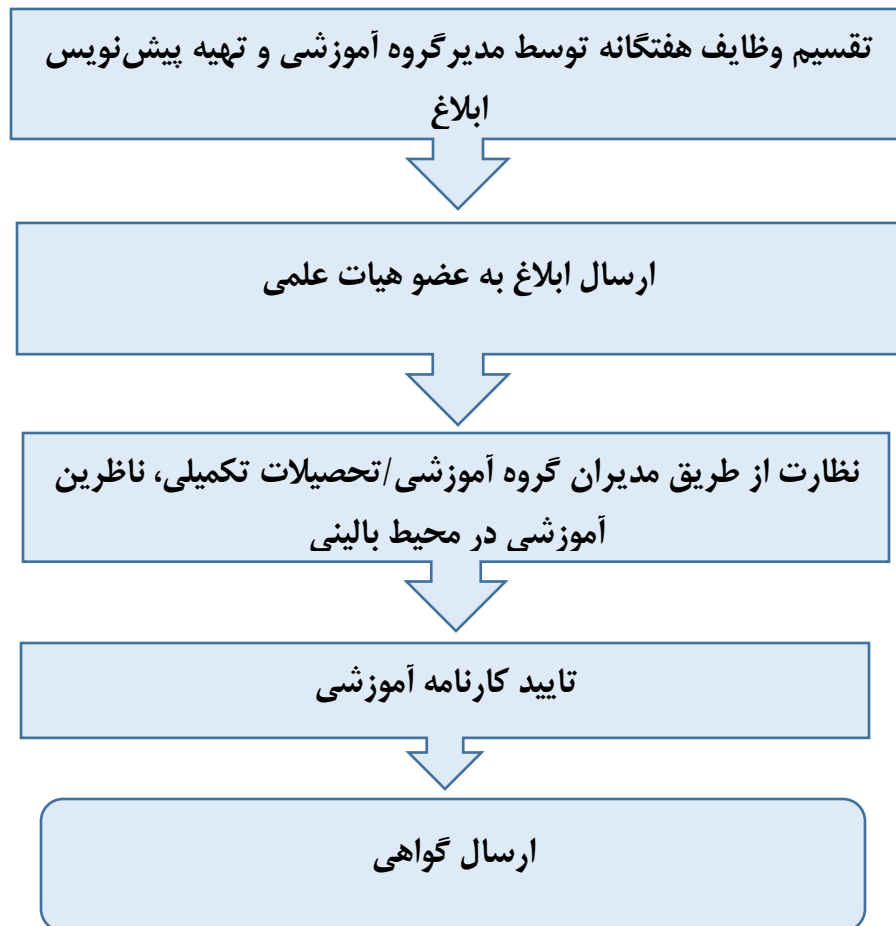 تقسیم وظایف هفتگانه توسط مدیرگروه آموزشی و تهیه پیش‌نویس
ابلاغ
ارسال ابلاغ به عضو هیات علمی
نظارت از طریق مدیران گروه آموزشی/تحصیلات تکمیلی، ناظرین
آموزشی در محیط بالینی
تایید کارنامه آموزشی
ارسال گواهی